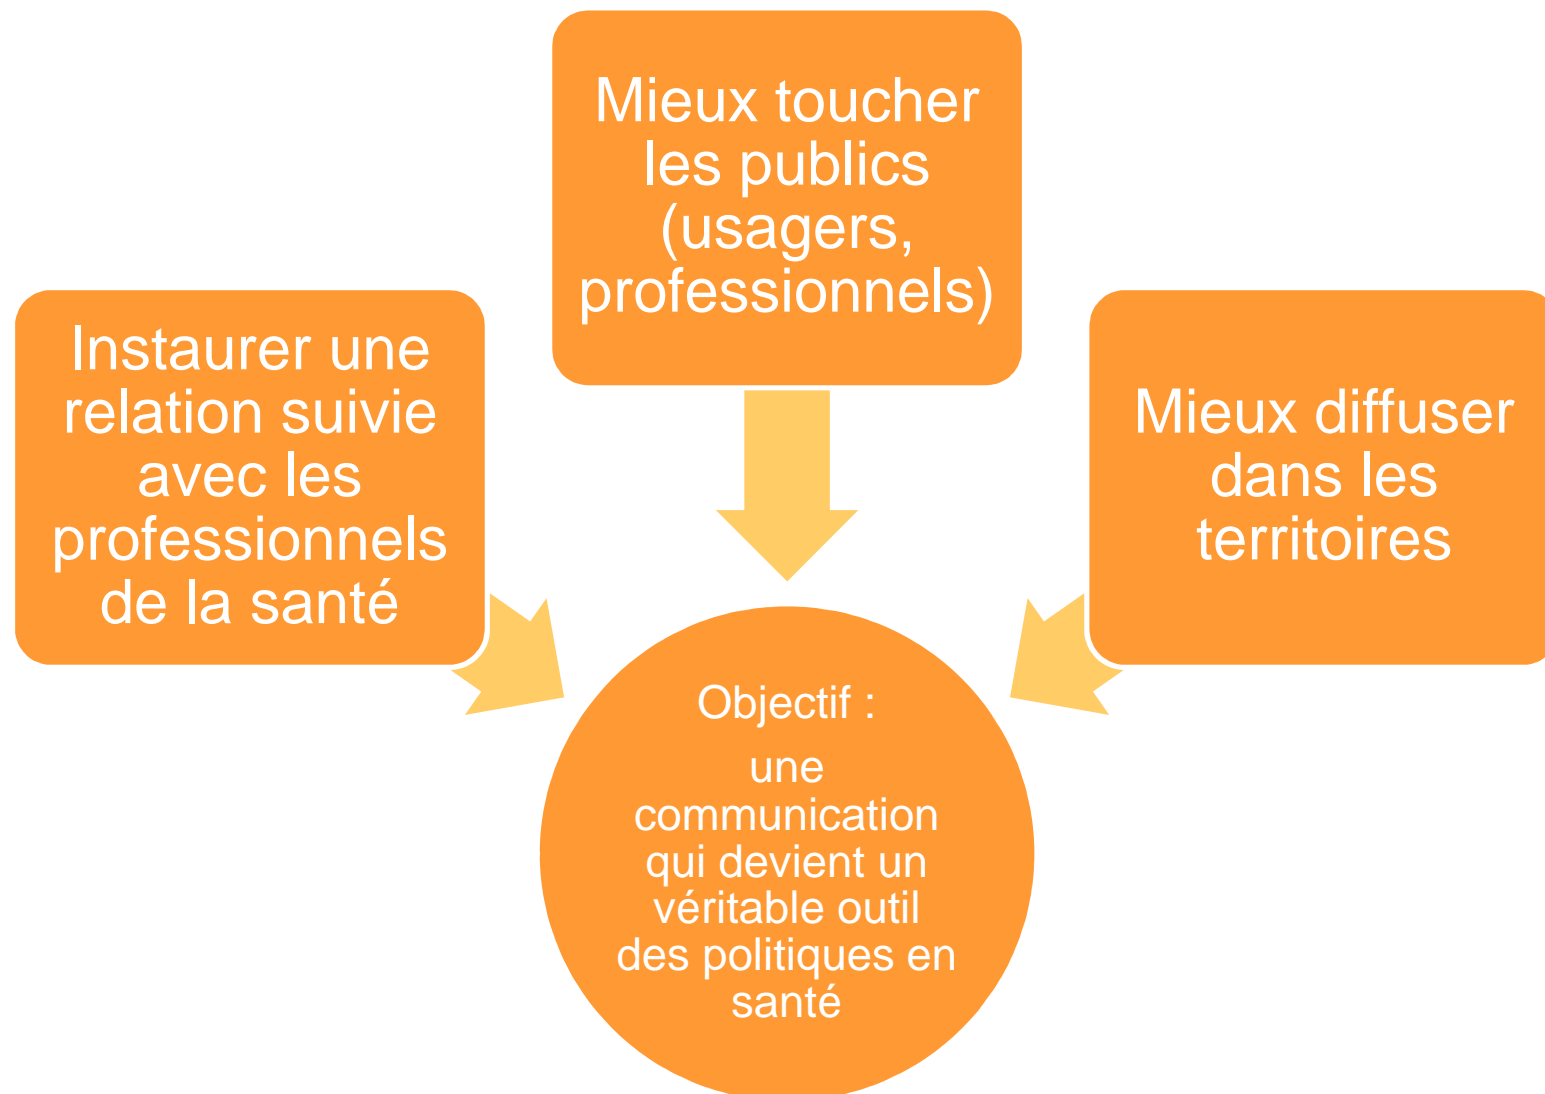 Mieux toucher
les publics
(usagers,
professionnels)
Instaurer une
relation suivie
avec les
professionnels
de la santé
Mieux diffuser
dans les
territoires
Objectif :
une
communication
qui devient un
véritable outil
des politiques en
santé